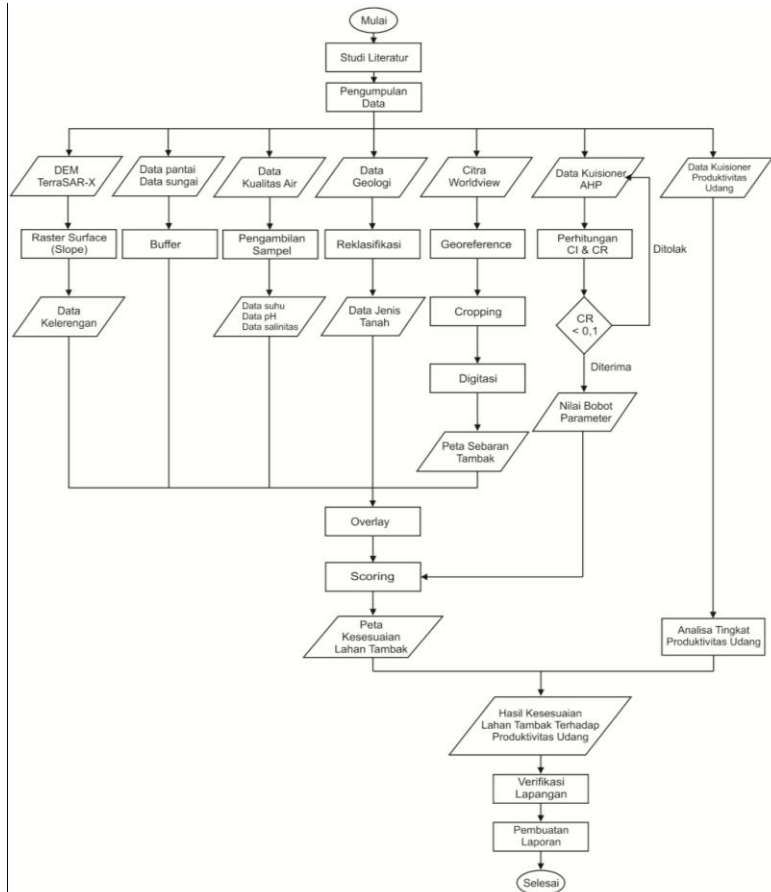 Mulai
Studi Literatur
Pengumpulan
Data
DEM
TerraSAR-X
Data pantai
Data sungai
Data
Kualitas Air
Data
Geologi
Citra
Worldview
Data Kuisioner
AHP
Data Kuisioner
Produktivitas
Udang
Raster Surface
(Slope)
Buffer
Pengambilan
Sampel
Reklasifikasi
Georeference
Perhitungan
CI & CR
Ditolak
Data
Kelerengan
Data suhu
Data pH
Data salinitas
Data Jenis
Tanah
Cropping
CR
< 0,1
Digitasi
Diterima
Peta Sebaran
Tambak
Nilai Bobot
Parameter
Overlay
Scoring
Peta
Kesesuaian
Lahan Tambak
Analisa Tingkat
Produktivitas Udang
Hasil Kesesuaian
Lahan Tambak Terhadap
Produktivitas Udang
Verifikasi
Lapangan
Pembuatan
Laporan
Selesai